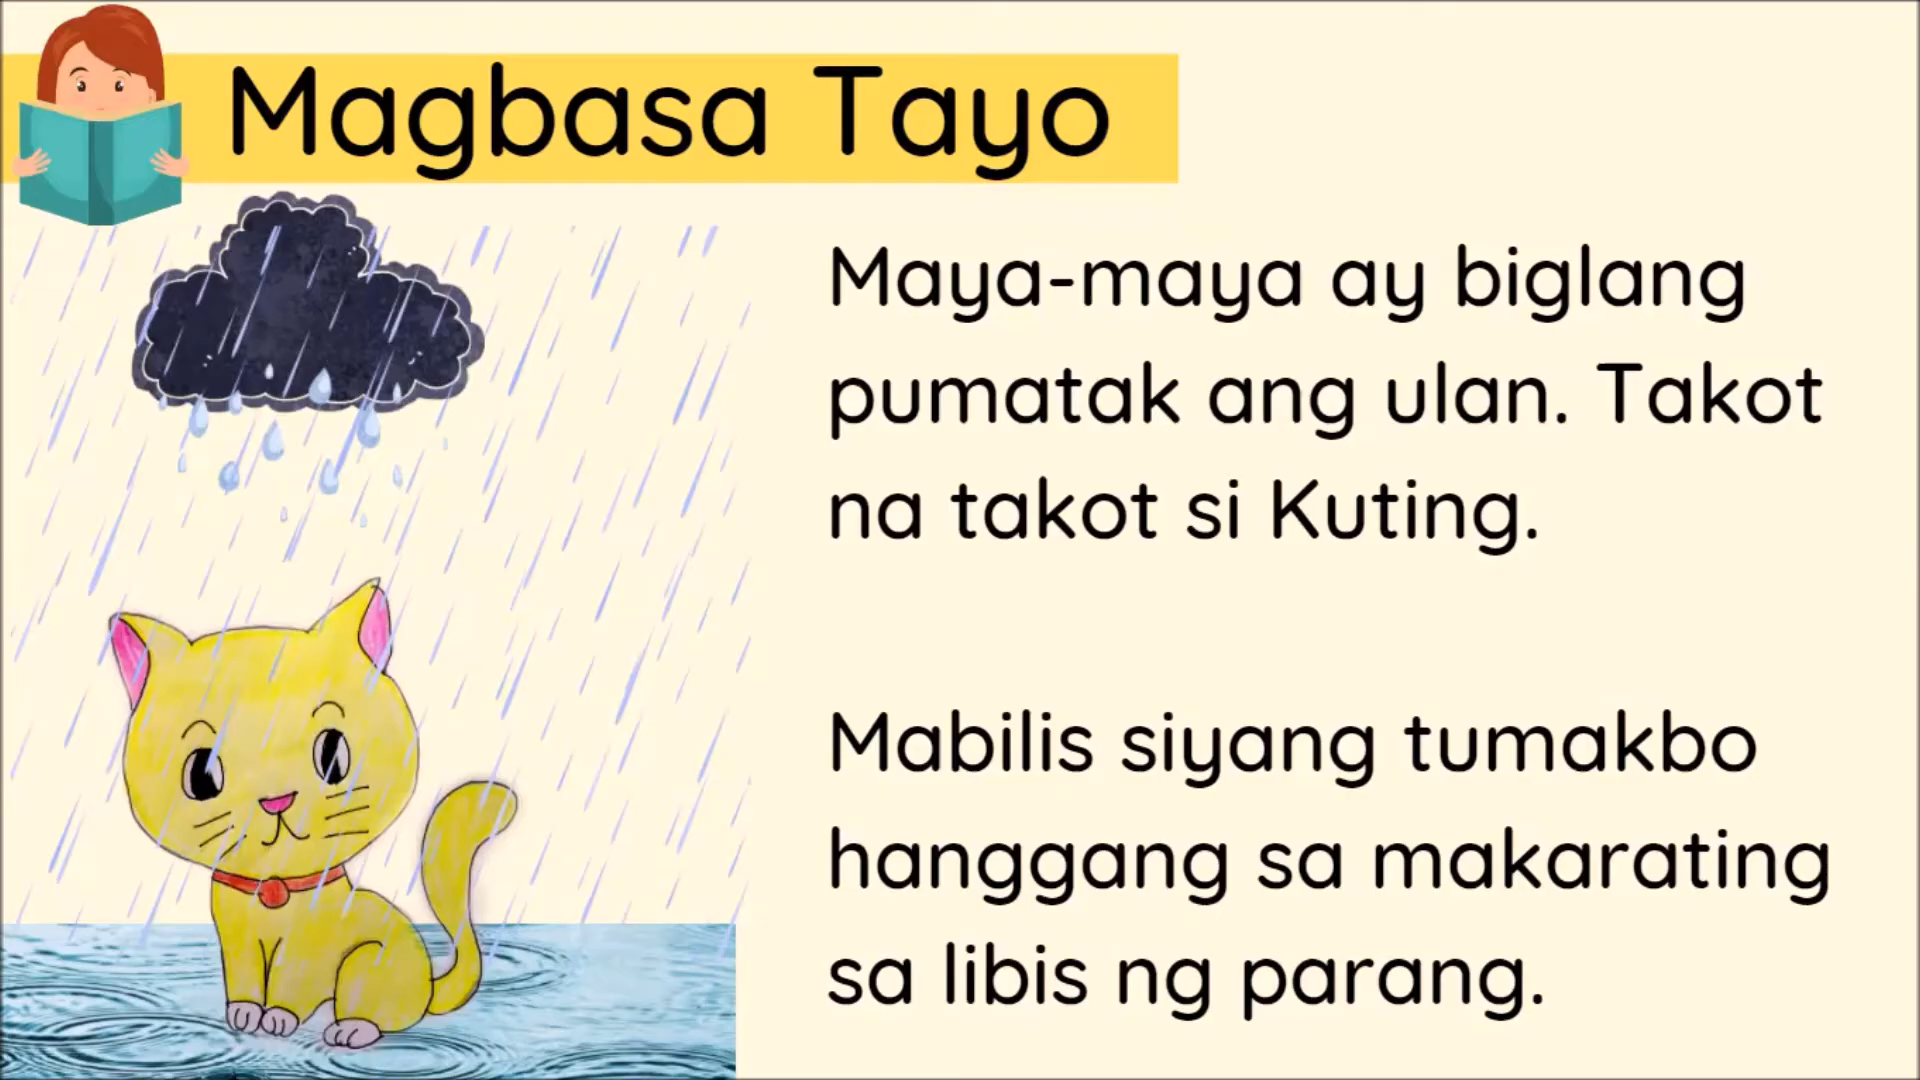 Magbasa Tayo
Maya-maya ay biglang
pumatak ang ulan. Takot
na takot si Kuting.
Mabilis siyang tumakbo
hanggang sa makarating
sa libis ng parang.